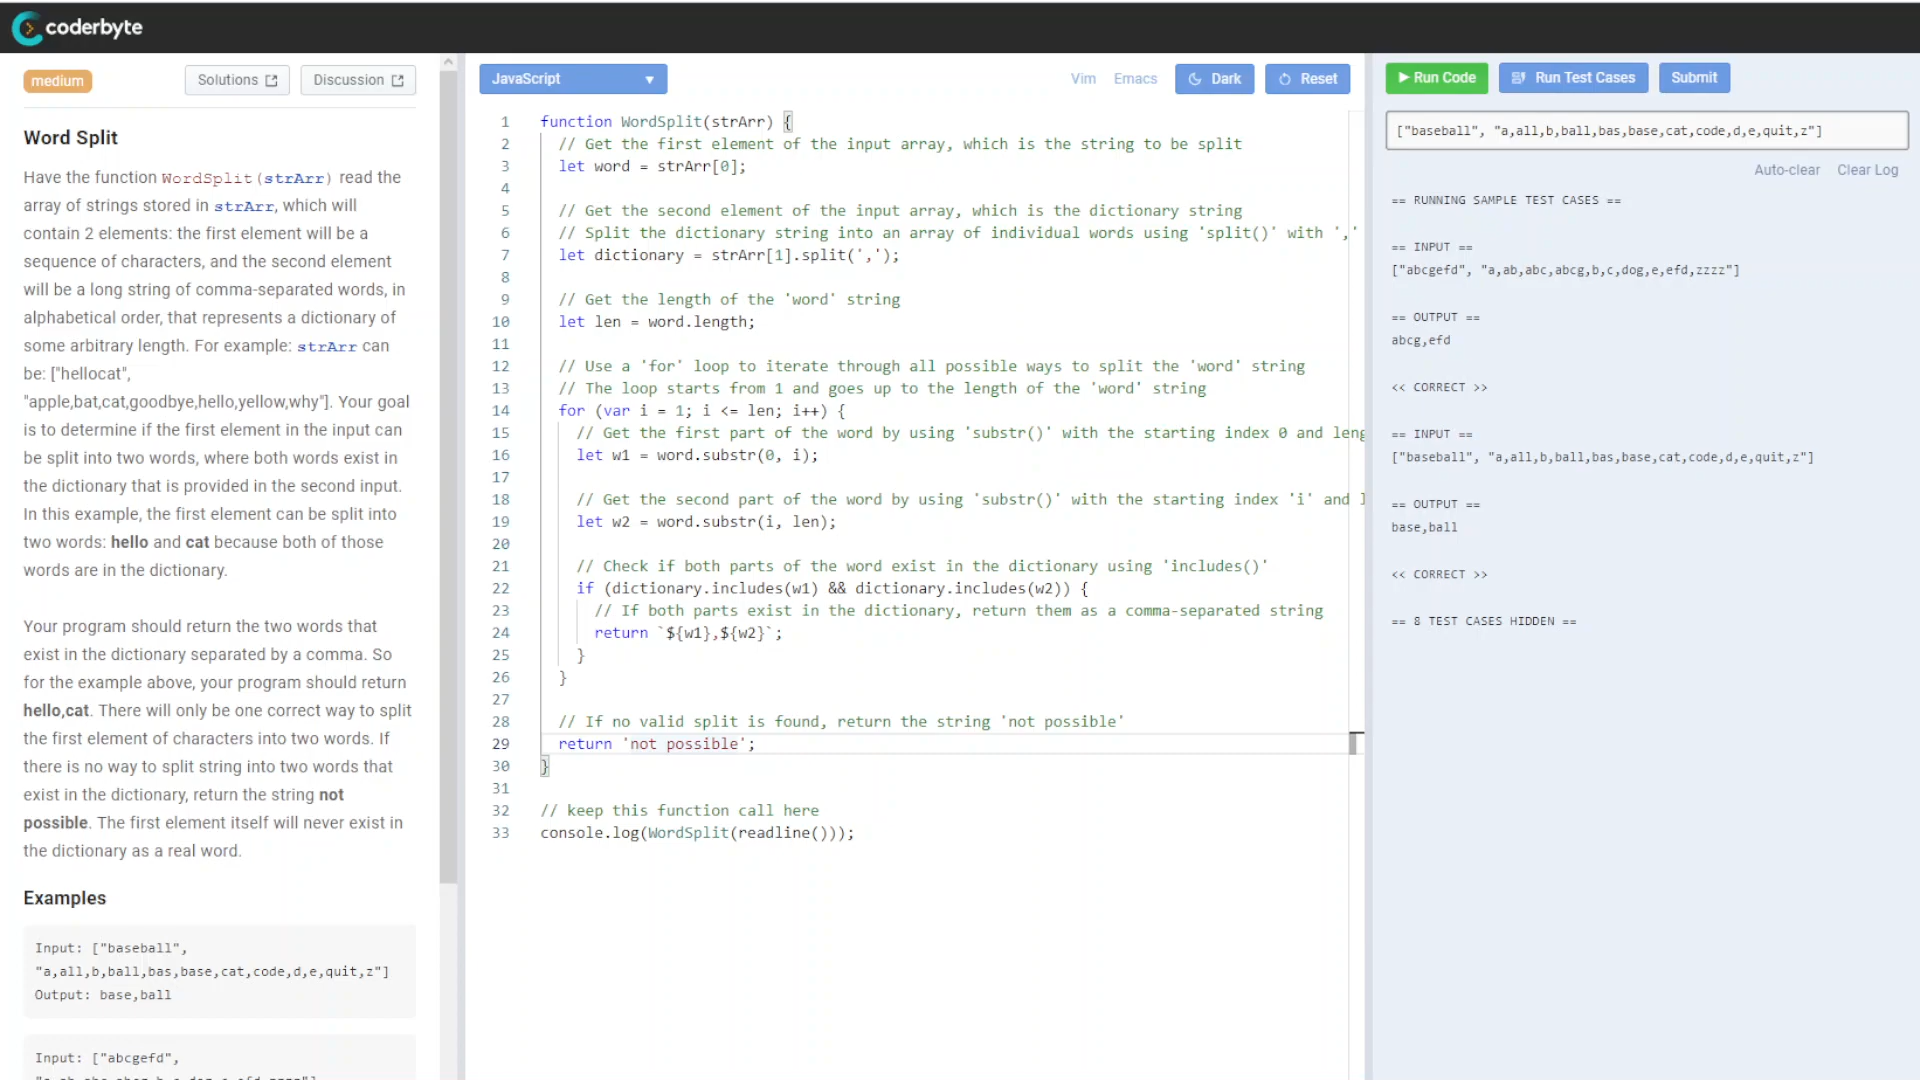 coderbyte
medium
Solutions
Discussion
Word Split
Have the function WordSplit(strArr) read the
array of strings stored in strArr, which will
contain 2 elements: the first element will be a
sequence of characters, and the second element
will be a long string of comma-separated words, in
alphabetical order, that represents a dictionary of
some arbitrary length. For example: strArr can
be: ["hellocat",
"apple,bat,cat,goodbye,hello,yellow,why"]. Your goal
is to determine if the first element in the input can
be split into two words, where both words exist in
the dictionary that is provided in the second input.
In this example, the first element can be split into
two words: hello and cat because both of those
words are in the dictionary.
Your program should return the two words that
exist in the dictionary separated by a comma. So
for the example above, your program should return
hello,cat. There will only be one correct way to split
the first element of characters into two words. If
there is no way to split string into two words that
exist in the dictionary, return the string not
possible. The first element itself will never exist in
the dictionary as a real word.
Examples
Input: ["baseball",
"a,all,b,ball,bas,base,cat,code,d,e,quit,z"]
Output: base,ball
Input: ["abcgefd",
JavaScript
Vim
Emacs
Dark
Reset
1 function WordSplit(strArr) {
2 // Get the first element of the input array, which is the string to be split
3 let word = strArr[0];
4
5 // Get the second element of the input array, which is the dictionary string
6 // Split the dictionary string into an array of individual words using 'split()' with ','
7 let dictionary = strArr[1].split(',');
8
9 // Get the length of the 'word' string
10 let len = word.length;
11
12 // Use a 'for' loop to iterate through all possible ways to split the 'word' string
13 // The loop starts from 1 and goes up to the length of the 'word' string
14 for (var i = 1; i <= len; i++) {
15 // Get the first part of the word by using 'substr()' with the starting index 0 and leng
16 let w1 = word.substr(0, i);
17
18 // Get the second part of the word by using 'substr()' with the starting index 'i' and l
19 let w2 = word.substr(i, len);
20
21 // Check if both parts of the word exist in the dictionary using 'includes()'
22 if (dictionary.includes(w1) && dictionary.includes(w2)) {
23 // If both parts exist in the dictionary, return them as a comma-separated string
24 return `${w1},${w2}`;
25 }
26 }
27
28 // If no valid split is found, return the string 'not possible'
29 return 'not possible';
30 }
31
32 // keep this function call here
33 console.log(WordSplit(readline()));
Run Code
Run Test Cases
Submit
["baseball", "a,all,b,ball,bas,base,cat,code,d,e,quit,z"]
Auto-clear
Clear Log
== RUNNING SAMPLE TEST CASES ==
== INPUT ==
["abcgefd", "a,ab,abc,abcg,b,c,dog,e,efd,zzzz"]
== OUTPUT ==
abcg,efd
<< CORRECT >>
== INPUT ==
["baseball", "a,all,b,ball,bas,base,cat,code,d,e,quit,z"]
== OUTPUT ==
base,ball
<< CORRECT >>
== 8 TEST CASES HIDDEN ==